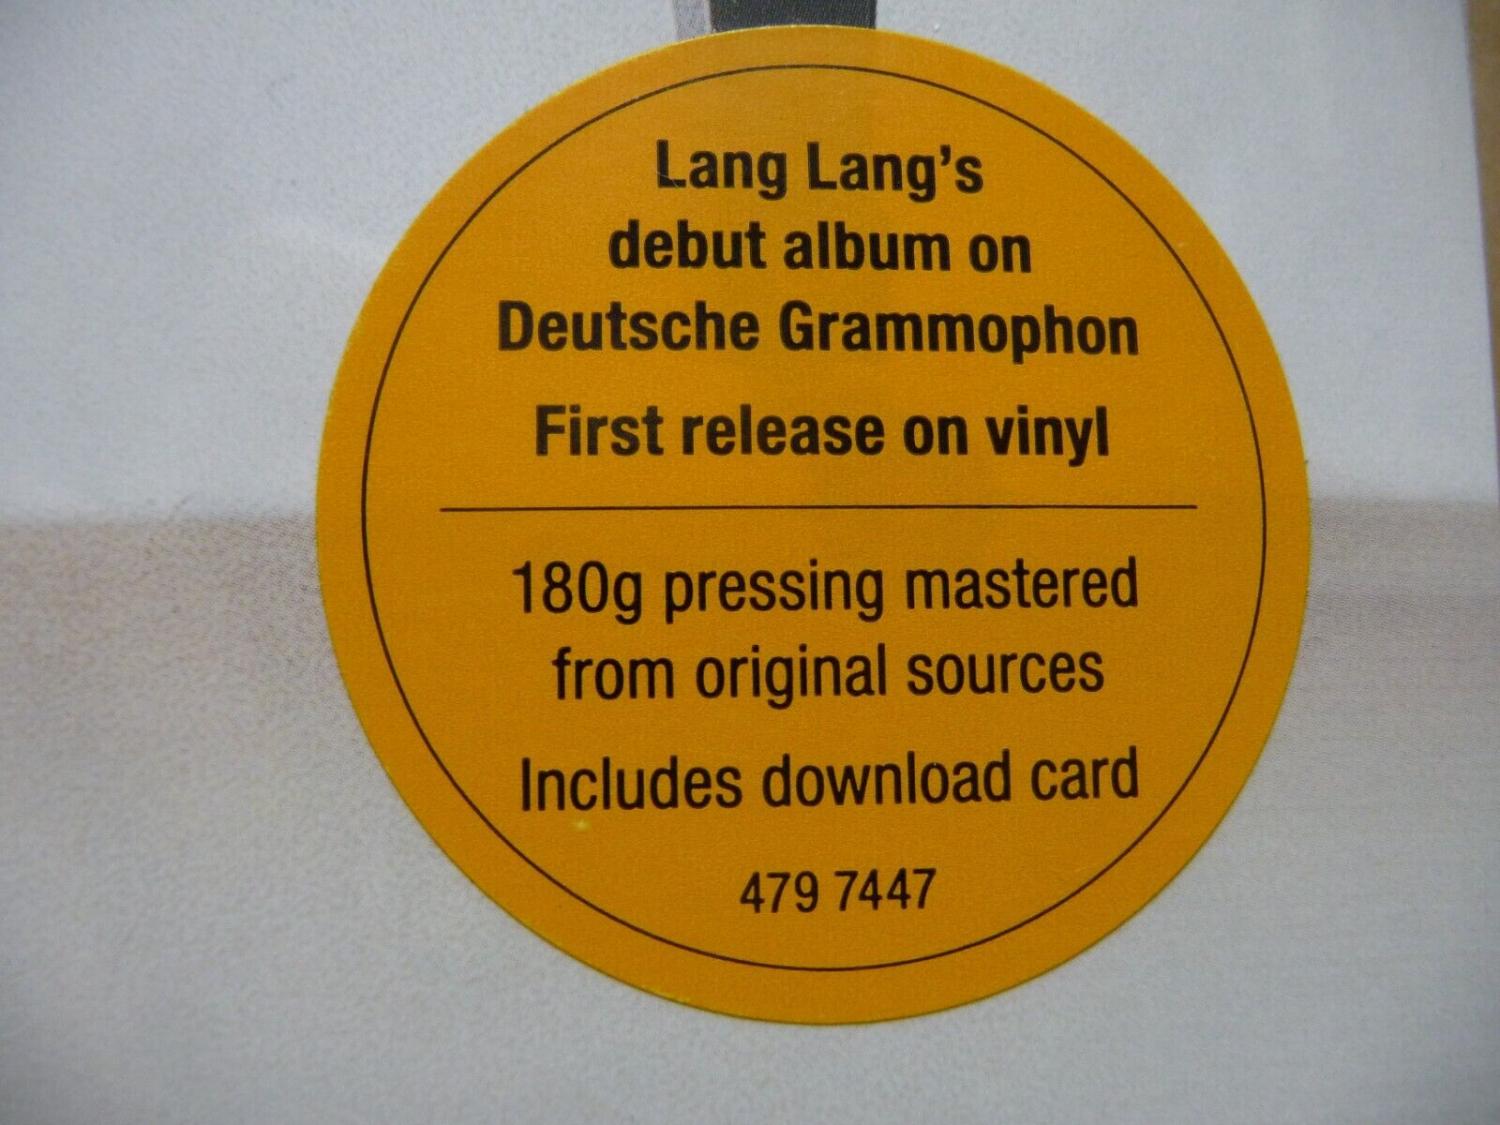 Lang Lang's
debut album on
Deutsche Grammophon
First release on vinyl
180g pressing mastered
from original sources
Includes download card
479 7447